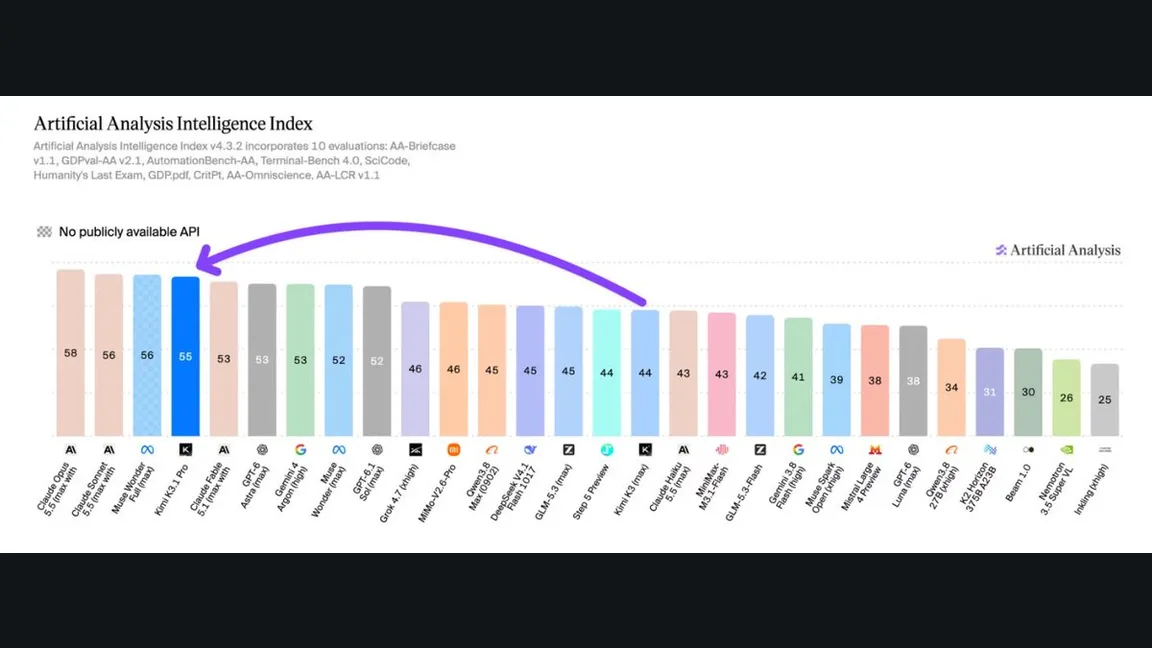 Artificial Analysis Intelligence Index
Artificial Analysis Intelligence Index v4.3.2 incorporates 10 evaluations: AA-Briefcase
v1.1, GDPval-AA v2.1, AutomationBench-AA, Terminal-Bench 4.0, SciCode,
Humanity's Last Exam, GDP.pdf, CritPt, AA-Omniscience, AA-LCR v1.1
No publicly available API
Artificial Analysis
58
56
56
55
53
53
53
52
52
46
46
45
45
45
44
44
43
43
42
41
39
38
38
34
31
30
26
25
Claude Opus
5.5 (max with
Claude Sonnet
5.5 (max with
Muse Wonder
Full (max)
Kimi K3.1 Pro
Claude Fable
5.1 (max with
GPT-6
Astra (max)
Gemini 4
Argon (high)
Muse
Wonder (max)
GPT-6.1
Sol (max)
Grok 4.7 (xhigh)
MiMo-V2.6-Pro
Qwen3.8
Max (0902)
DeepSeek V4.1
Flash 1017
GLM-5.3 (max)
Step 5 Preview
Kimi K3 (max)
Claude Haiku
5.5 (max)
MiniMax-
M3.1-Flash
GLM-5.3-Flash
Gemini 3.8
Flash (high)
Muse Spark
Open (xhigh)
Mistral Large
4 Preview
GPT-6
Luna (max)
Qwen3.8
27B (xhigh)
K2 Horizon
375B A23B
Beam 1.0
Nemotron
3.5 Super VL
Inkling (xhigh)